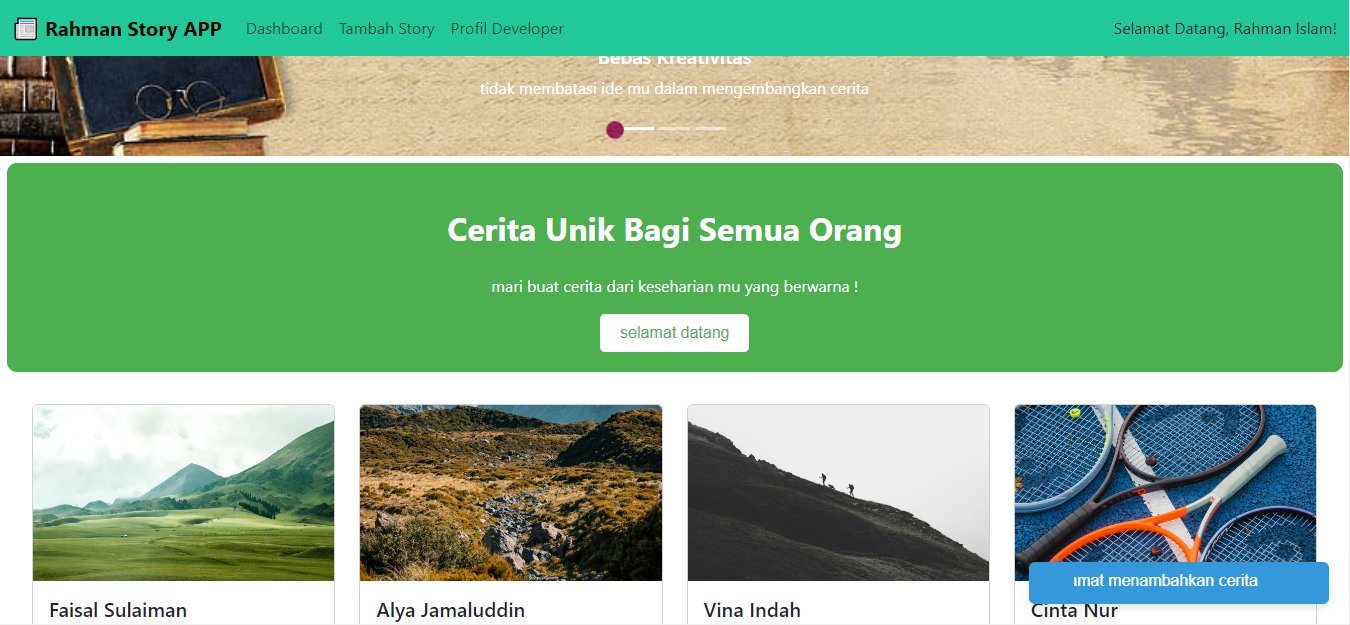 Rahman Story APP Dashboard Tambah Story Profil Developer Selamat Datang, Rahman Islam!
Bebas Kreativitas
tidak membatasi ide mu dalam mengembangkan cerita
Cerita Unik Bagi Semua Orang
mari buat cerita dari keseharian mu yang berwarna !
selamat datang
Faisal Sulaiman
Alya Jamaluddin
Vina Indah
Cinta Nur
menambahkan cerita